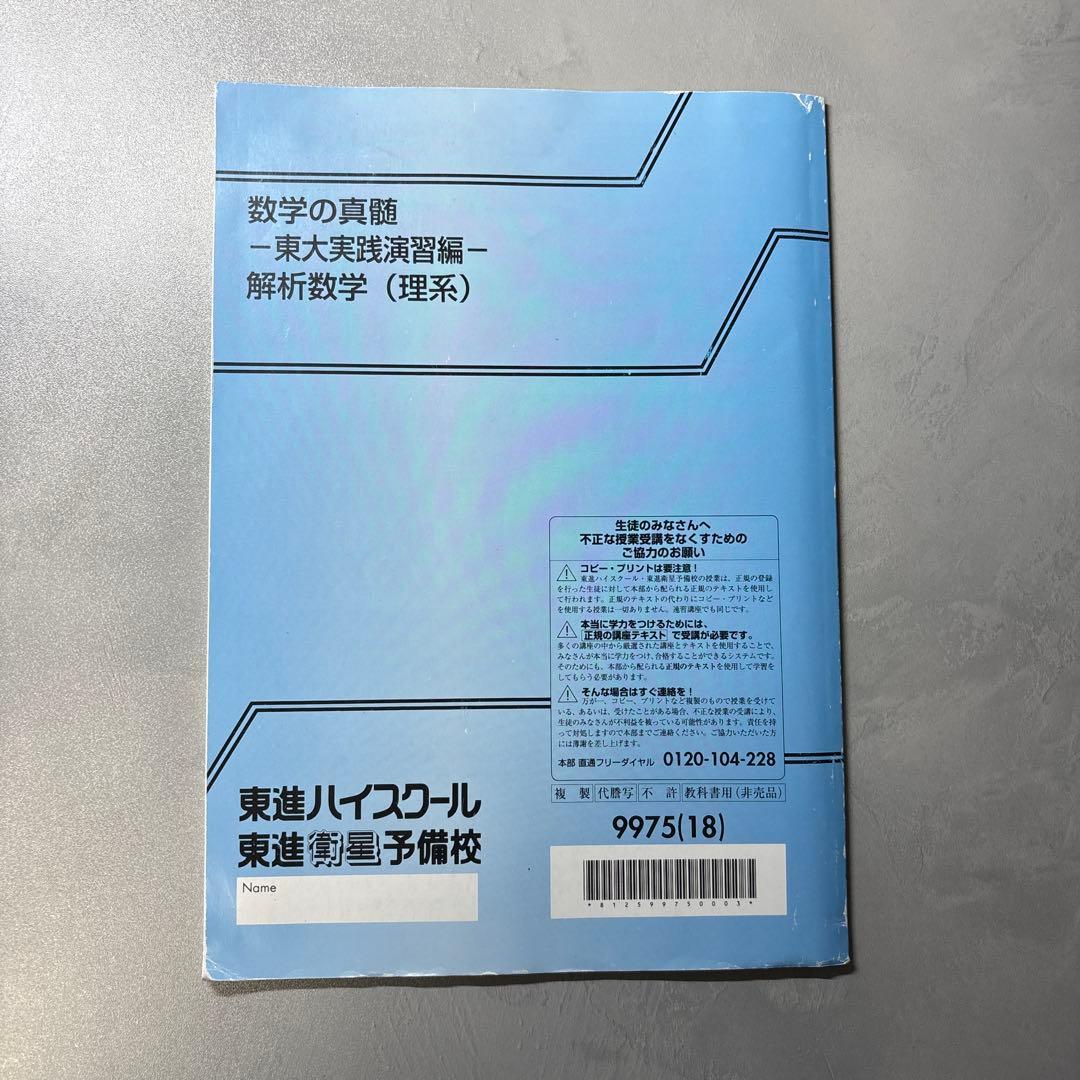 数学の真髄
－東大実践演習編－
解析数学（理系）
生徒のみなさんへ
不正な授業受講をなくすための
ご協力のお願い
コピー・プリントは要注意！
東進ハイスクール・東進衛星予備校の授業は、正規の登録
を行った生徒に対して本部から配られる正規のテキストを使用し
て行われます。正規のテキストの代わりにコピー・プリントなど
を使用する授業は一切ありません。遠習講座でも同じです。
本当に学力をつけるためには、
正規の講座テキスト で受講が必要です。
多くの講座の中から厳選された講座とテキストを使用することで、
みなさんが本当に学力をつけ、合格することができるシステムです。
そのためにも、本部から配られる正規のテキストを使用して学習を
してもらう必要があります。
そんな場合はすぐ連絡を！
万が一、コピー、プリントなど複製のもので授業を受けて
いる、あるいは、受けたことがある場合、不正な授業の受講により、
生徒のみなさんが不利益を被っている可能性があります。責任を持
って対処しますので本部までご連絡ください。ご協力いただいた方
には薄謝を差し上げます。
本部 直通フリーダイヤル 0120-104-228
複 製 代謄写 不 許 教科書用（非売品）
9975(18)
*812599750003*
東進ハイスクール
東進衛星予備校
Name